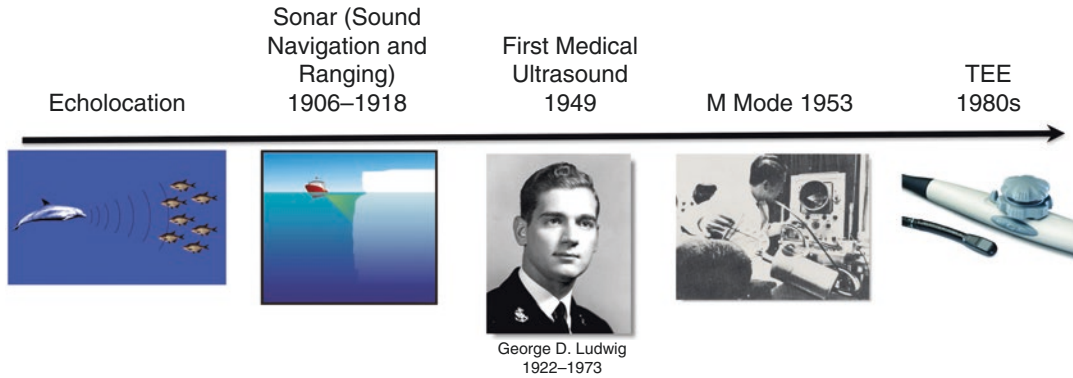 Echolocation
Sonar (Sound
Navigation and
Ranging)
1906–1918
First Medical
Ultrasound
1949
M Mode 1953
TEE
1980s
George D. Ludwig
1922–1973